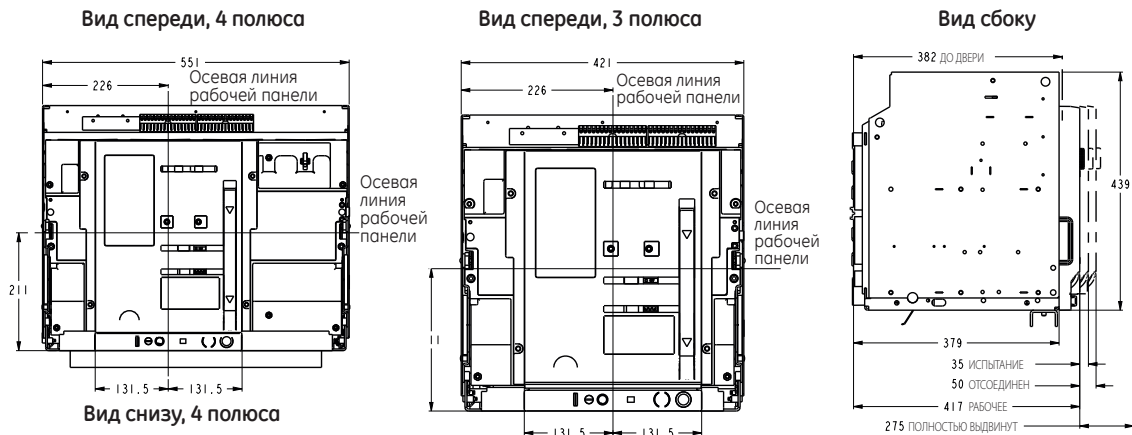 Вид спереди, 4 полюса
551
226
Осевая линия
рабочей панели
Осевая
линия
рабочей
панели
211
131.5
131.5
Вид снизу, 4 полюса
Вид спереди, 3 полюса
421
226
Осевая линия
рабочей панели
Осевая
линия
рабочей
панели
11
131.5
131.5
Вид сбоку
382 ДО ДВЕРИ
439
379
35 ИСПЫТАНИЕ
50 ОТСОЕДИНЕН
417 РАБОЧЕЕ
275 ПОЛНОСТЬЮ ВЫДВИНУТ